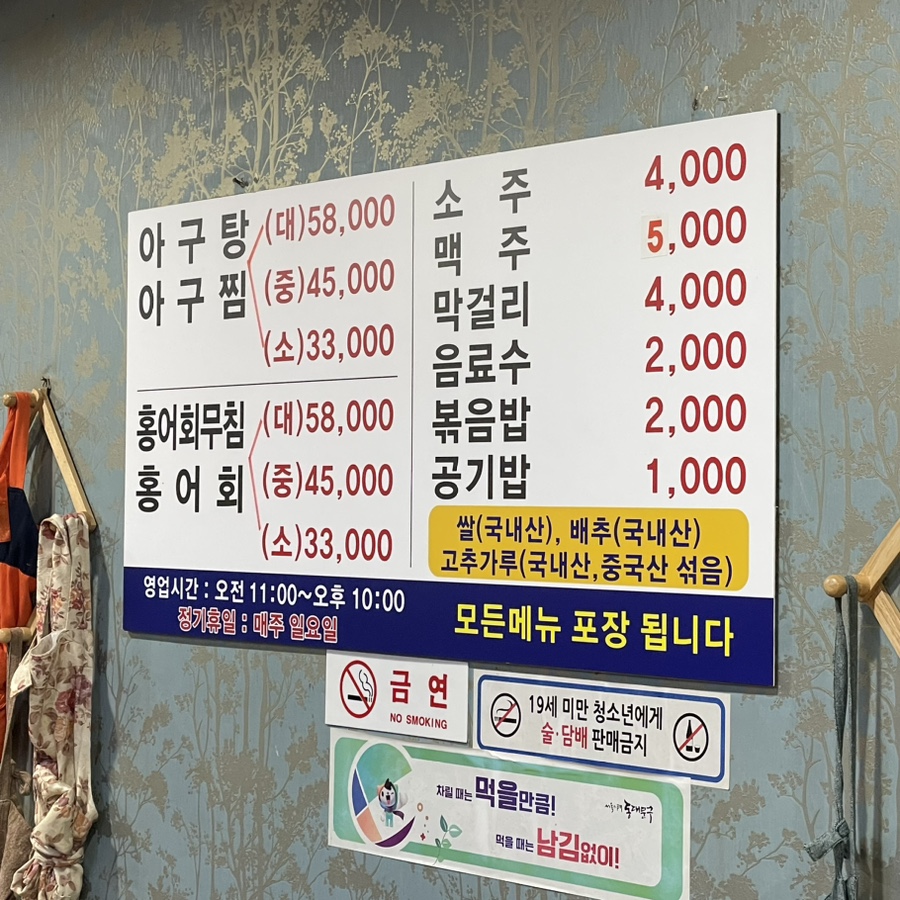 아구탕
아구찜
(대)58,000
(중)45,000
(소)33,000
홍어회무침
홍어회
(대)58,000
(중)45,000
(소)33,000
소주 4,000
맥주 5,000
막걸리 4,000
음료수 2,000
볶음밥 2,000
공기밥 1,000
쌀(국내산), 배추(국내산)
고추가루(국내산,중국산 섞음)
영업시간 : 오전 11:00~오후 10:00
정기휴일 : 매주 일요일
모든메뉴 포장 됩니다
금연
NO SMOKING
19세 미만 청소년에게
술·담배 판매금지
차릴 때는 먹을만큼!
먹을 때는 남김없이!